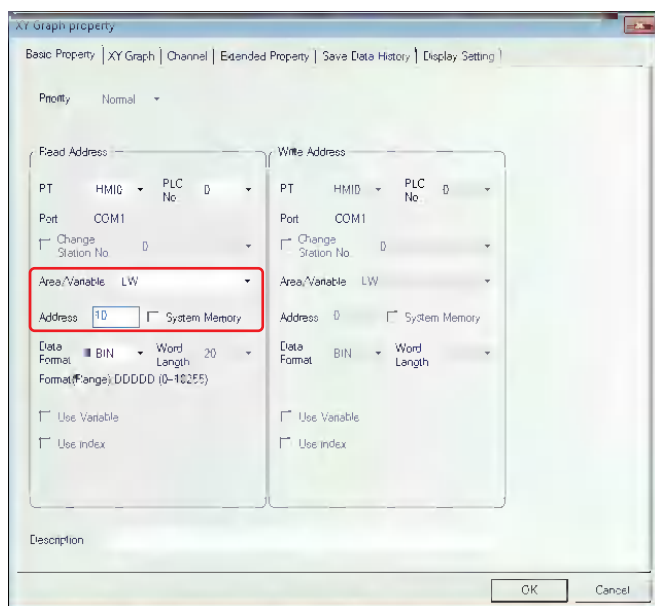 XY Graph property
Basic Property XY Graph Channel Extended Property Save Data History Display Setting
Priority Normal
Read Address
PT HMI0 PLC No. 0
Port COM1
Change Station No. 0
Area/Variable LW
Address 10 System Memory
Data Format BIN Word Length 20
Format(Range):DDDDD (0~10255)
Use Variable
Use index
Write Address
PT HMI0 PLC No. 0
Port COM1
Change Station No. 0
Area/Variable LW
Address 0 System Memory
Data Format BIN Word Length
Use Variable
Use index
Description
OK Cancel